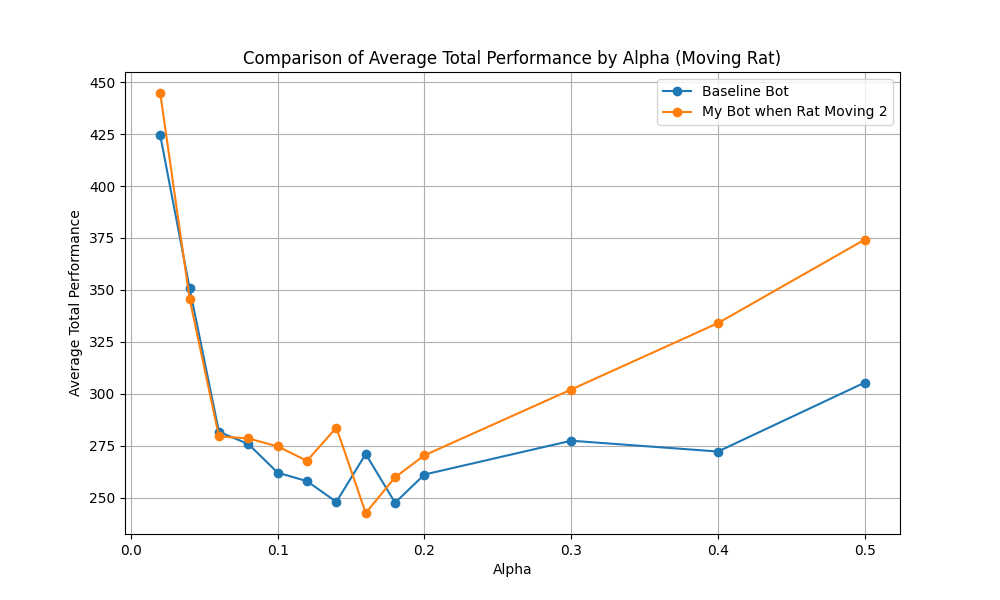 Comparison of Average Total Performance by Alpha (Moving Rat)
Baseline Bot
My Bot when Rat Moving 2
450
425
400
375
350
325
300
275
250
Average Total Performance
0.0 0.1 0.2 0.3 0.4 0.5
Alpha